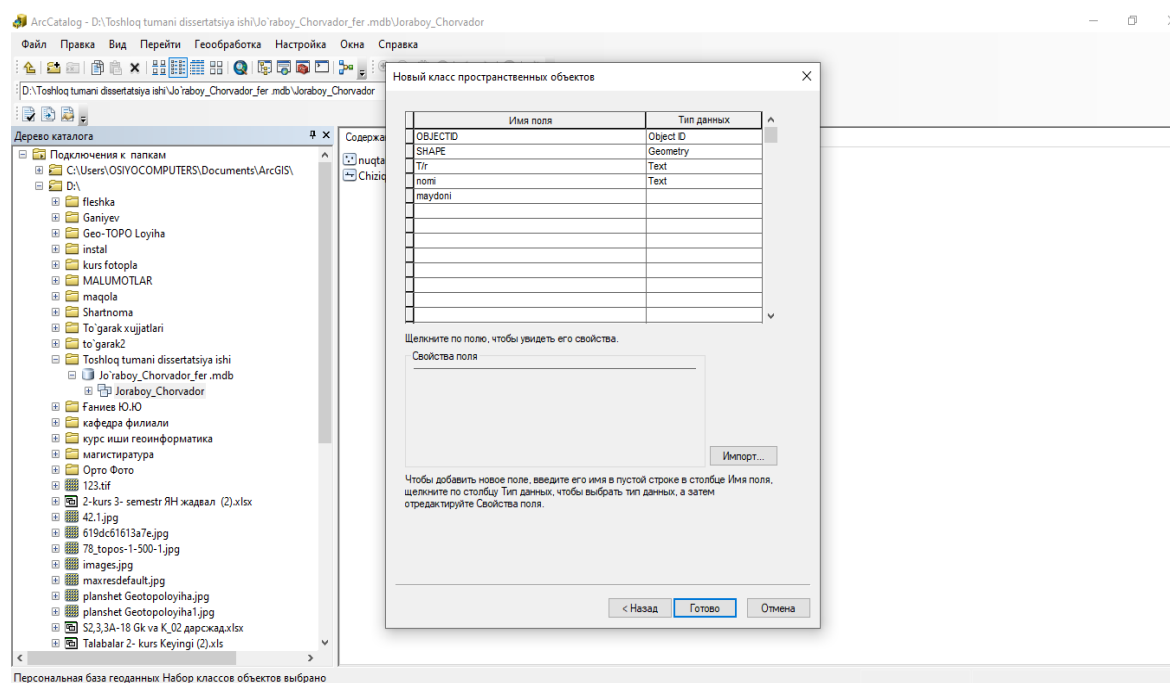 ArcCatalog - D:\Toshloq tumani dissertatsiya ishi\Jo`raboy_Chorvador_fer .mdb\Joraboy_Chorvador
Файл Правка Вид Перейти Геообработка Настройка Окна Справка
D:\Toshloq tumani dissertatsiya ishi\Jo`raboy_Chorvador_fer .mdb\Joraboy_Chorvador
Дерево каталога
Подключения к папкам
C:\Users\OSIYOCOMPUTERS\Documents\ArcGIS\
D:\
fleshka
Ganiyev
Geo-TOPO Loyiha
instal
kurs fotopla
MALUMOTLAR
maqola
Shartnoma
To`garak xujjatlari
to`garak2
Toshloq tumani dissertatsiya ishi
Jo`raboy_Chorvador_fer .mdb
Joraboy_Chorvador
Ғаниев Ю.Ю
кафедра филиали
курс иши геоинформатика
магистиратура
Орто Фото
123.tif
2-kurs 3- semestr ЯН жадвал (2).xlsx
42.1.jpg
619dc61613a7e.jpg
78_topos-1-500-1.jpg
images.jpg
maxresdefault.jpg
planshet Geotopoloyiha.jpg
planshet Geotopoloyiha1.jpg
S2,3,3A-18 Gk va K_02 дарсжад.xlsx
Talabalar 2- kurs Keyingi (2).xls
Содержа
nuqta
Chiziq
Новый класс пространственных объектов
Имя поля Тип данных
OBJECTID Object ID
SHAPE Geometry
T/r Text
nomi Text
maydoni
Щелкните по полю, чтобы увидеть его свойства.
Свойства поля
Импорт...
Чтобы добавить новое поле, введите его имя в пустой строке в столбце Имя поля,
щелкните по столбцу Тип данных, чтобы выбрать тип данных, а затем
отредактируйте Свойства поля.
< Назад Готово Отмена
Персональная база геоданных Набор классов объектов выбрано